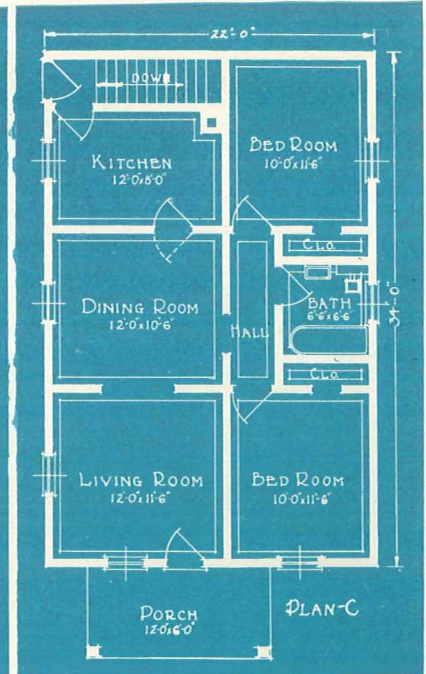 22'-0"
DOWN
KITCHEN
12'-0"x8'-0"
BED ROOM
10'-0"x11'-6"
CLO.
DINING ROOM
12'-0"x10'-6"
HALL
BATH
6'-6"x6'-6"
34'-0"
CLO.
LIVING ROOM
12'-0"x11'-6"
BED ROOM
10'-0"x11'-6"
PORCH
12'-0"x6'-0"
PLAN-C